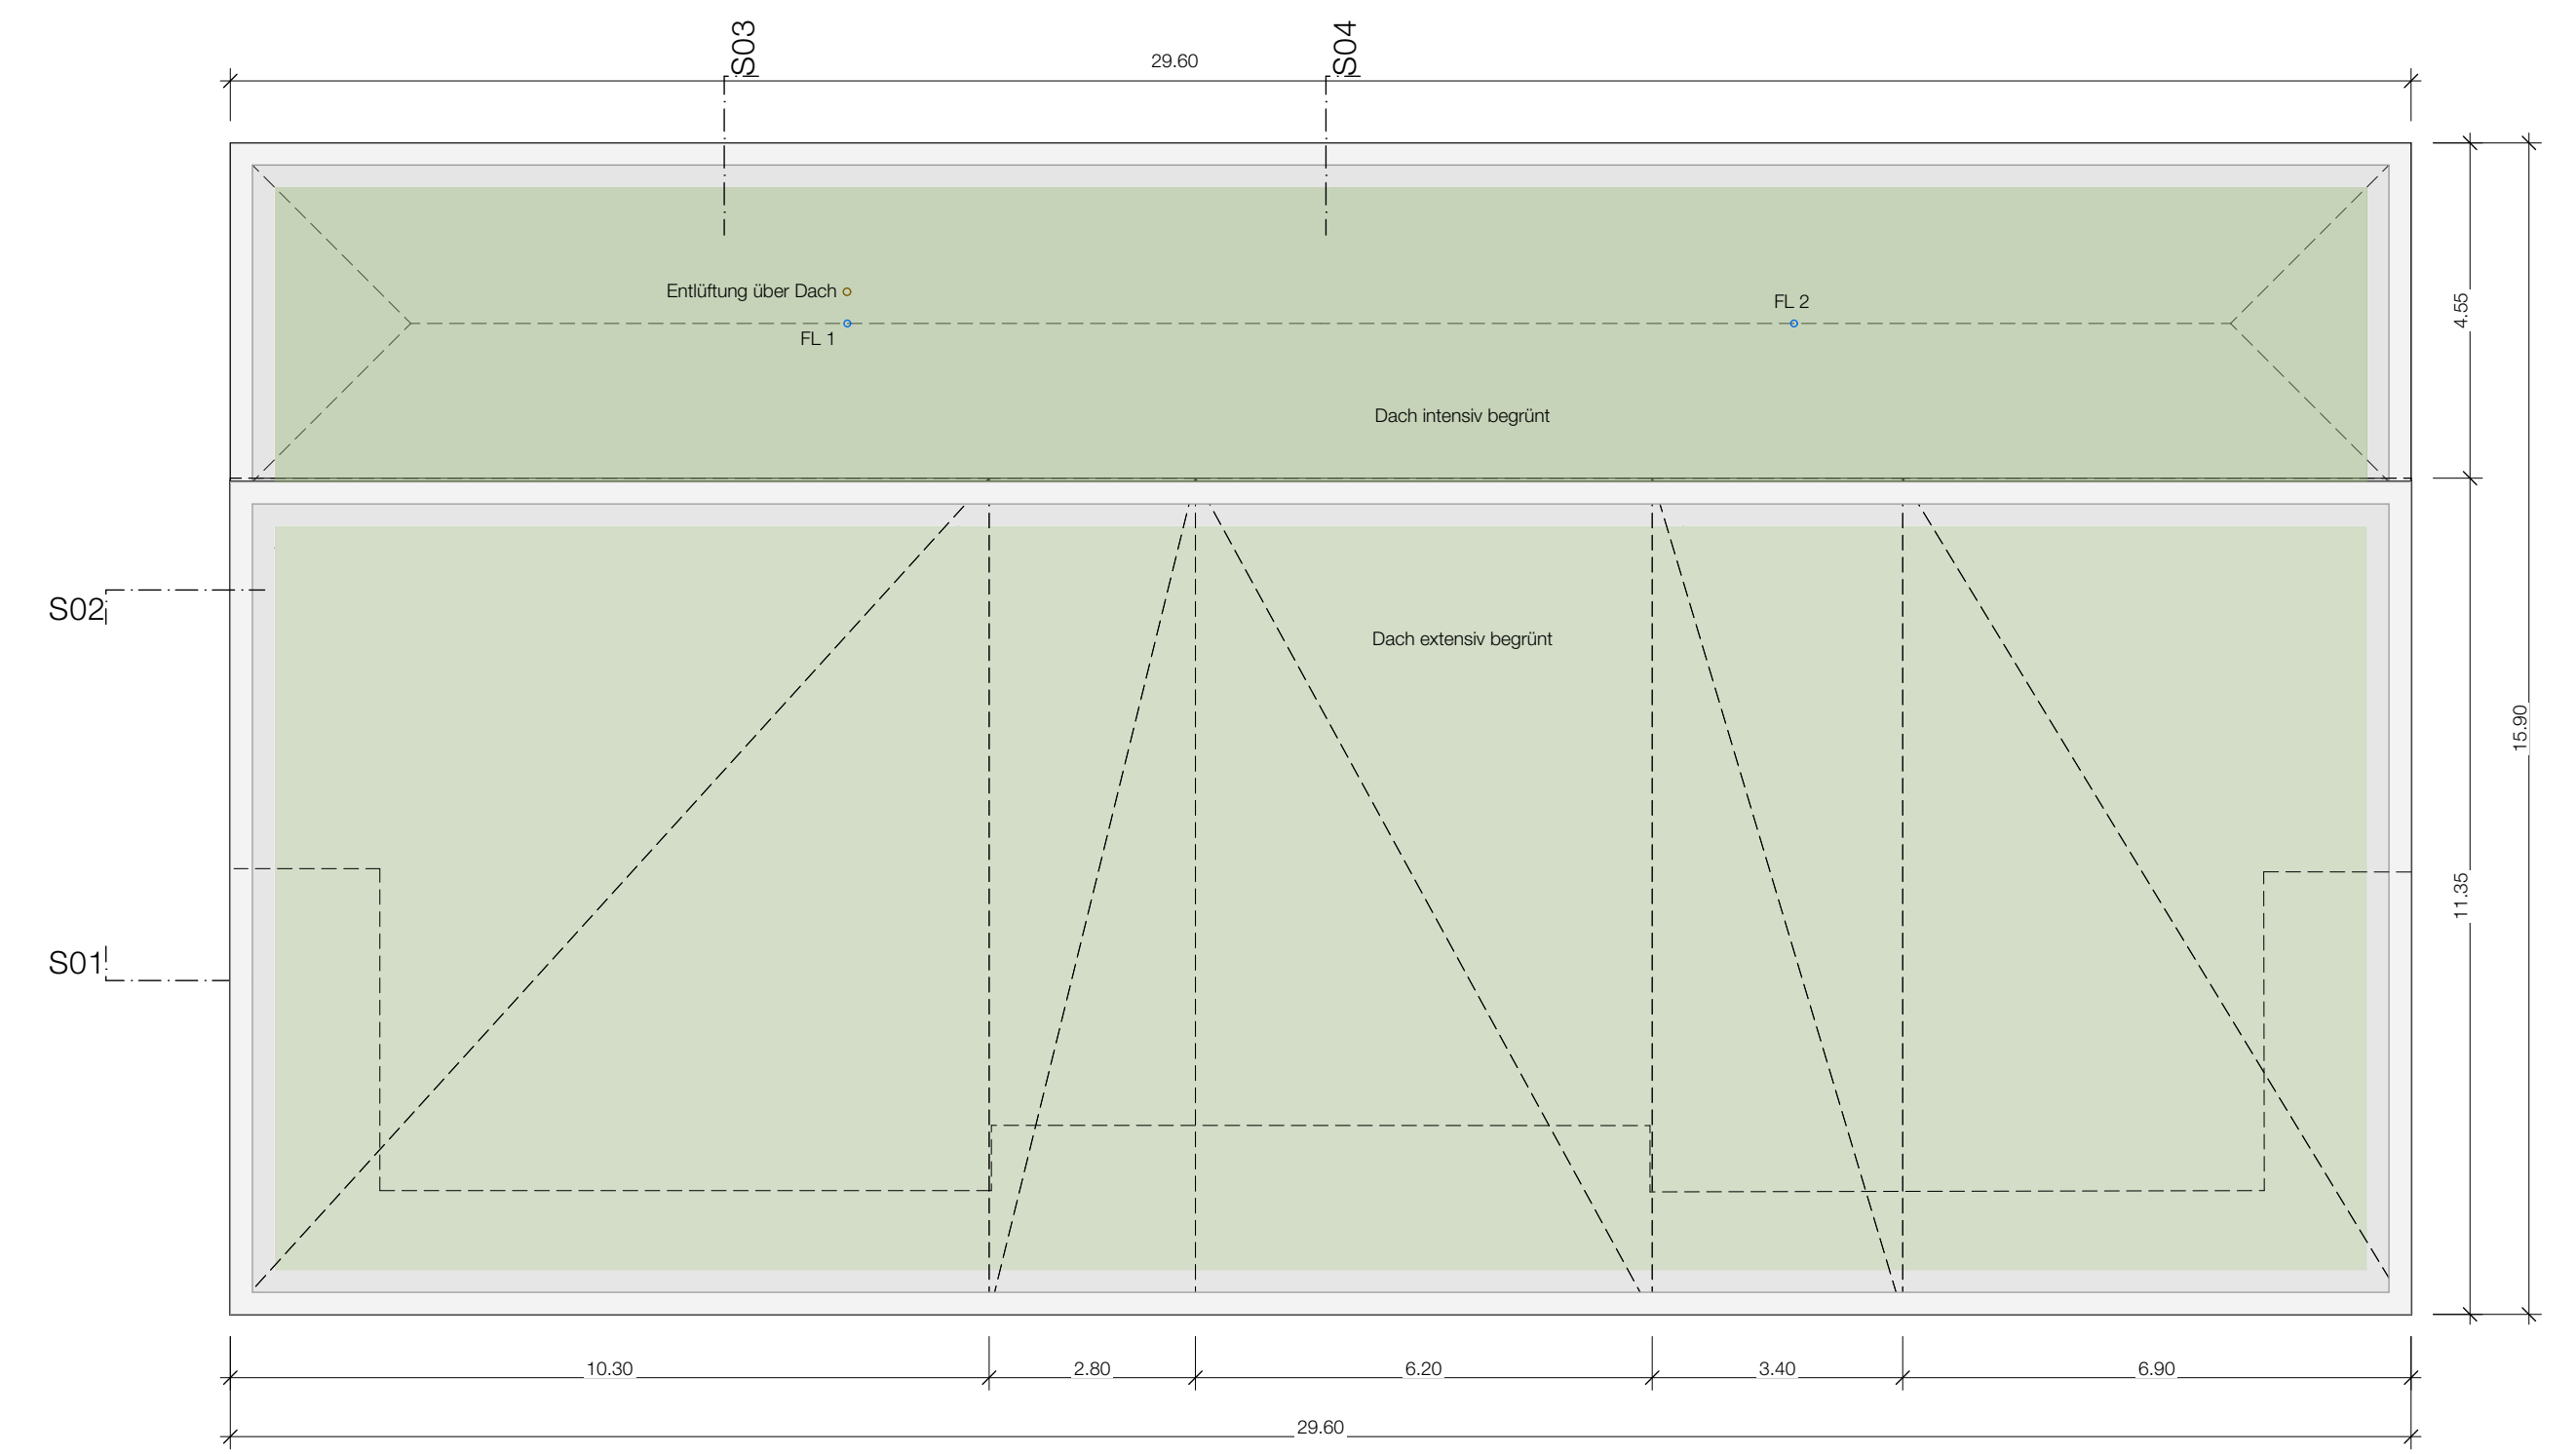 S03
S04
29.60
Entlüftung über Dach
FL 1
FL 2
4.55
Dach intensiv begrünt
S02
Dach extensiv begrünt
15.90
11.35
S01
10.30
2.80
6.20
3.40
6.90
29.60